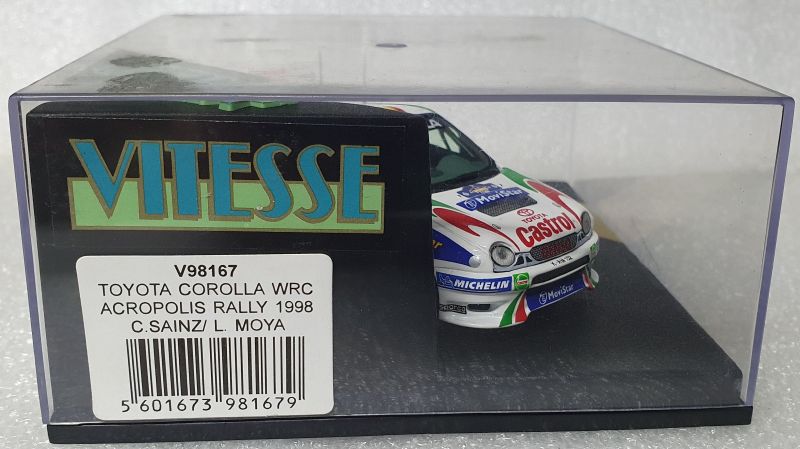 VITESSE
V98167
TOYOTA COROLLA WRC
ACROPOLIS RALLY 1998
C.SAINZ/ L. MOYA
5 601673 981679
MoviStar
TOYOTA
Castrol
MICHELIN
MoviStar